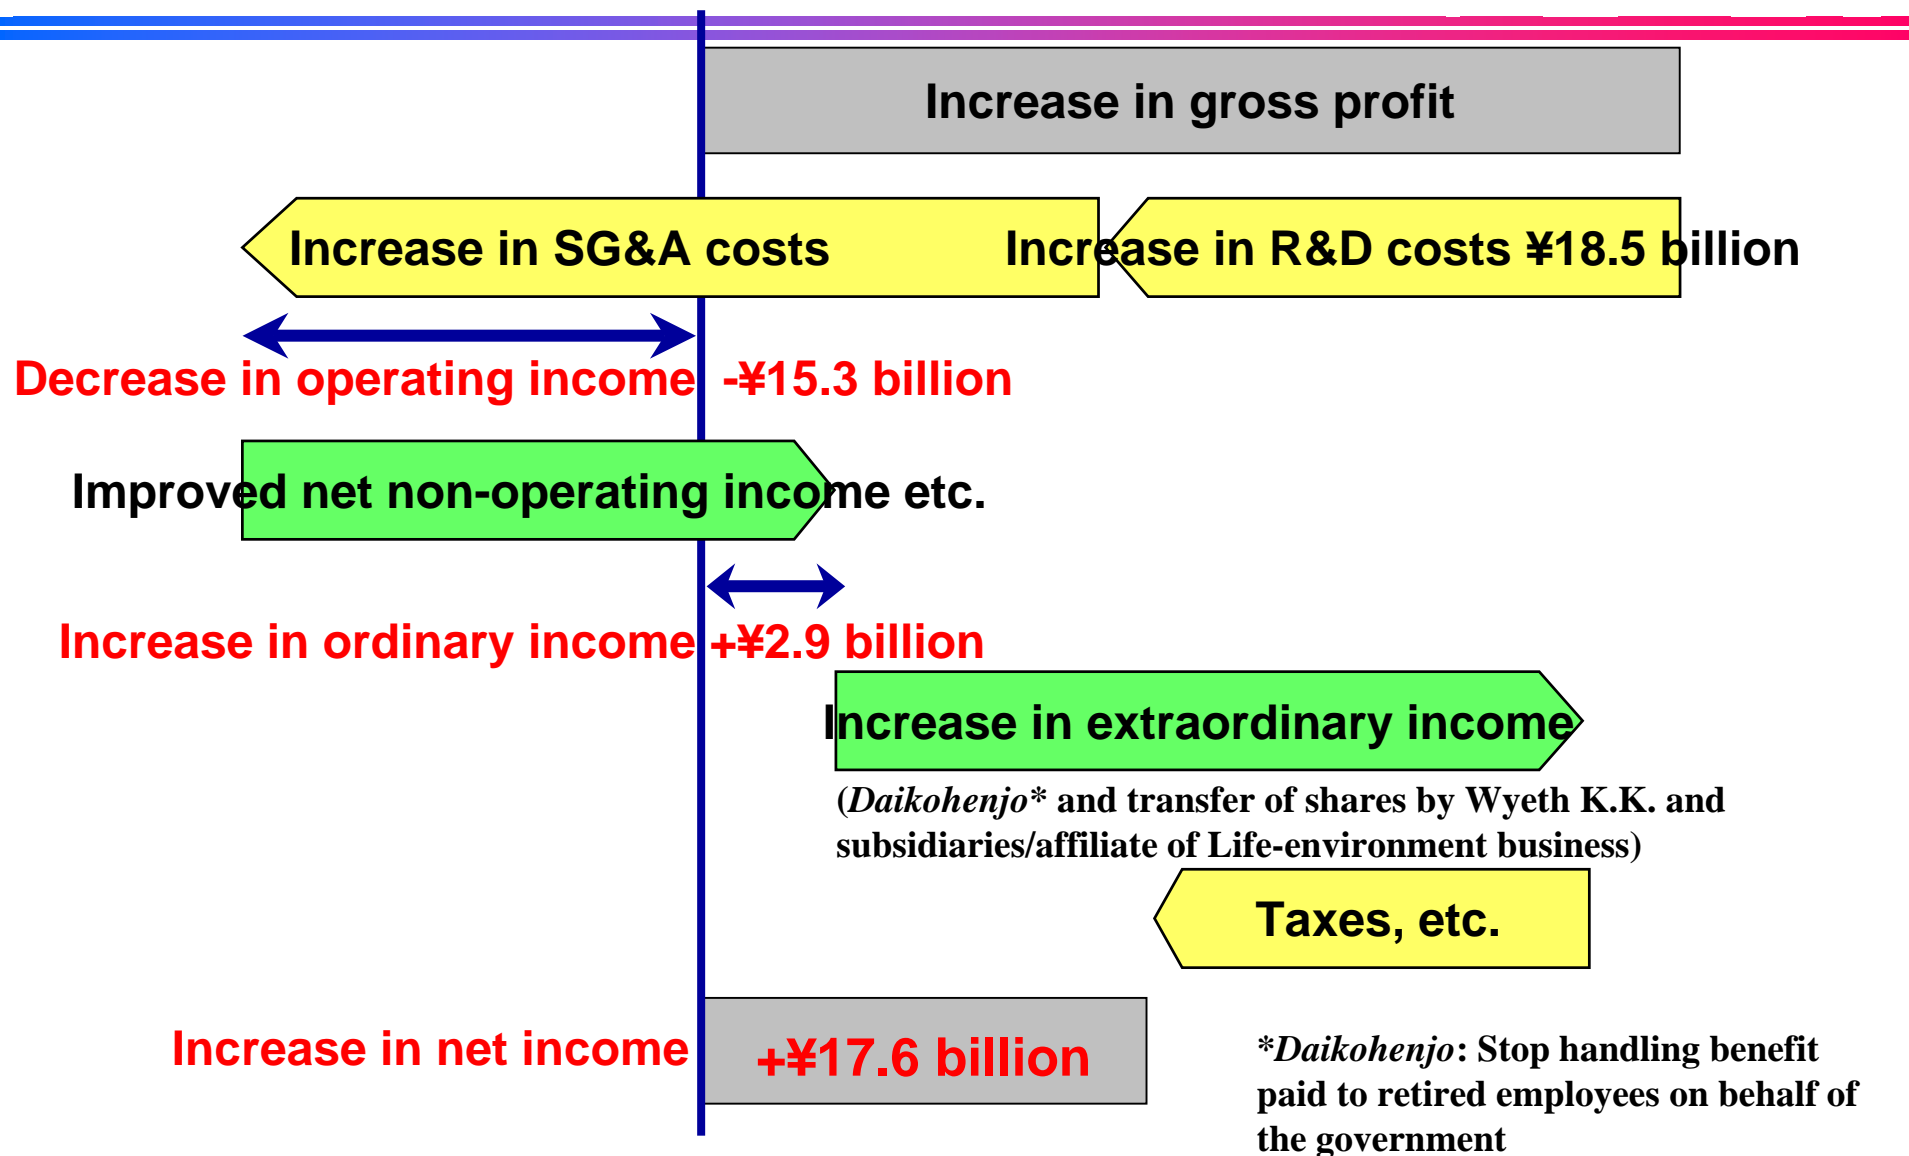 Increase in gross profit
Increase in SG&A costs
Increase in R&D costs ¥18.5 billion
Decrease in operating income -¥15.3 billion
Improved net non-operating income etc.
Increase in ordinary income +¥2.9 billion
Increase in extraordinary income
(Daikohenjo* and transfer of shares by Wyeth K.K. and
subsidiaries/affiliate of Life-environment business)
Taxes, etc.
Increase in net income
+¥17.6 billion
*Daikohenjo: Stop handling benefit
paid to retired employees on behalf of
the government